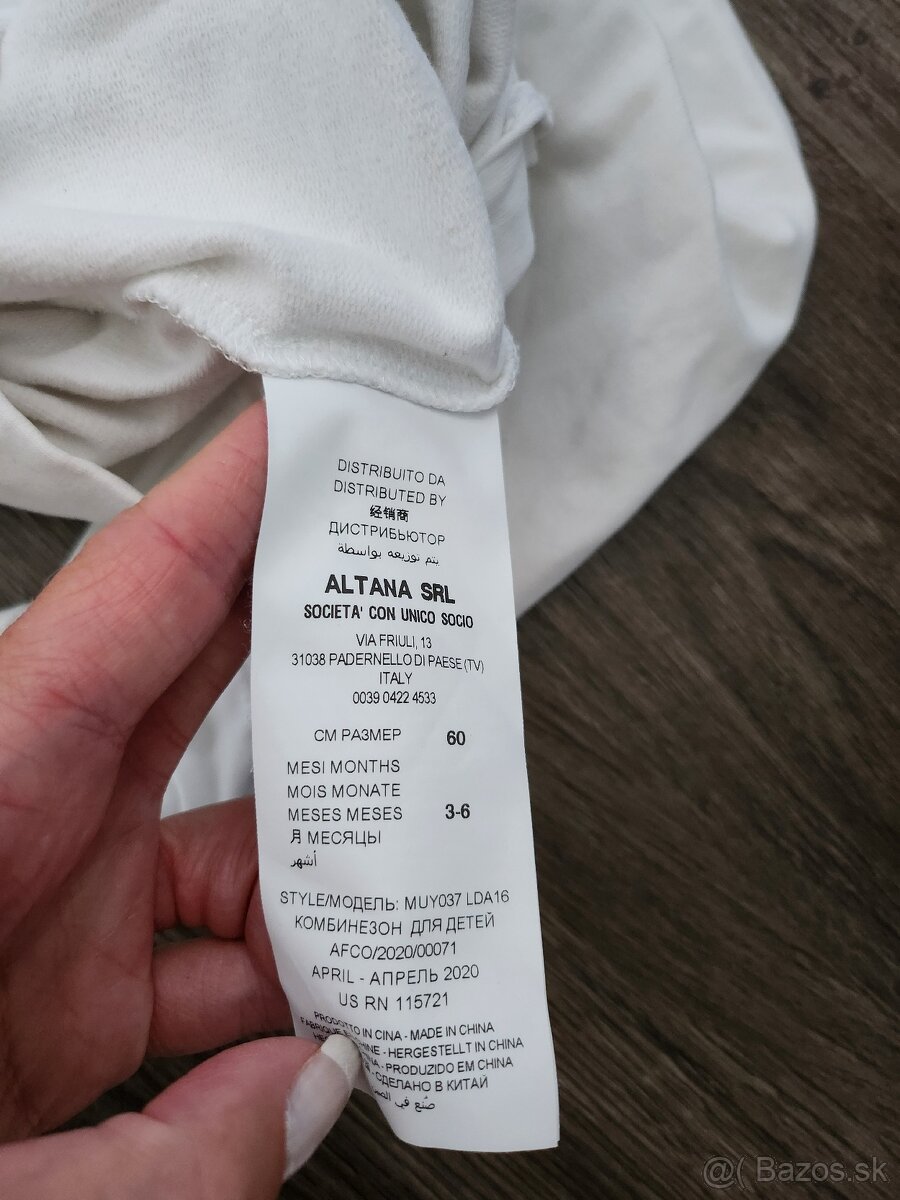 DISTRIBUITO DA
DISTRIBUTED BY
经销商
ДИСТРИБЬЮТОР
يتم توزيعه بواسطة
ALTANA SRL
SOCIETA' CON UNICO SOCIO
VIA FRIULI, 13
31038 PADERNELLO DI PAESE (TV)
ITALY
0039 0422 4533
СМ РАЗМЕР 60
MESI MONTHS
MOIS MONATE
MESES MESES 3-6
月 МЕСЯЦЫ
أشهر
STYLE/МОДЕЛЬ: MUY037 LDA16
КОМБИНЕЗОН ДЛЯ ДЕТЕЙ
AFCO/2020/00071
APRIL - АПРЕЛЬ 2020
US RN 115721
PRODOTTO IN CINA - MADE IN CHINA
- HERGESTELLT IN CHINA
- PRODUZIDO EM CHINA
СДЕЛАНО В КИТАЙ
صنع في
@( Bazos.sk